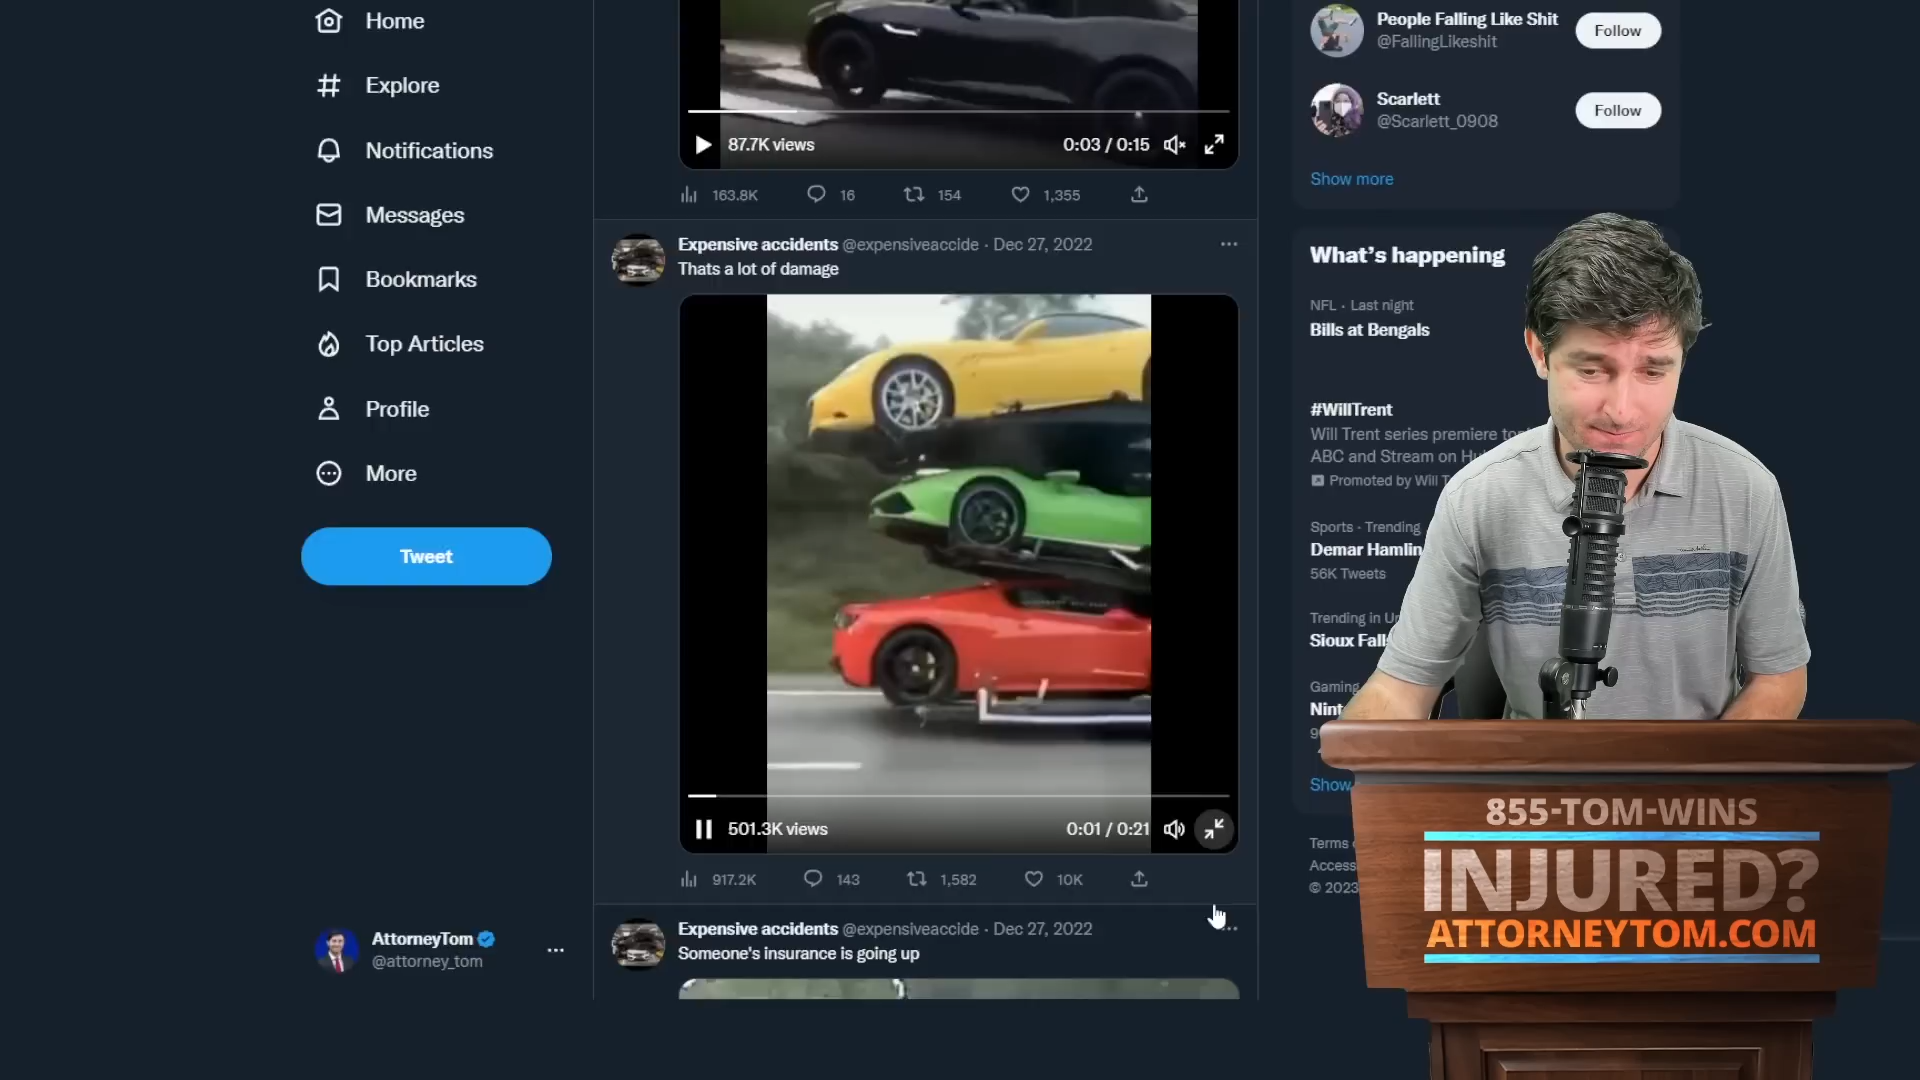 Home
Explore
Notifications
Messages
Bookmarks
Top Articles
Profile
More
Tweet
AttorneyTom
@attorney_tom
87.7K views
0:03 / 0:15
163.8K 16 154 1,355
Expensive accidents @expensiveaccide · Dec 27, 2022
Thats a lot of damage
501.3K views
0:01 / 0:21
917.2K 143 1,582 10K
Expensive accidents @expensiveaccide · Dec 27, 2022
Someone's insurance is going up
People Falling Like Shit
@FallingLikeshit
Follow
Scarlett
@Scarlett_0908
Follow
Show more
What's happening
NFL · Last night
Bills at Bengals
#WillTrent
Will Trent series premiere
ABC and Stream on
Promoted by Will
Sports · Trending
Demar Hamlin
56K Tweets
Trending in
Sioux
Gaming
Show
Terms
© 2023
855-TOM-WINS
INJURED?
ATTORNEYTOM.COM